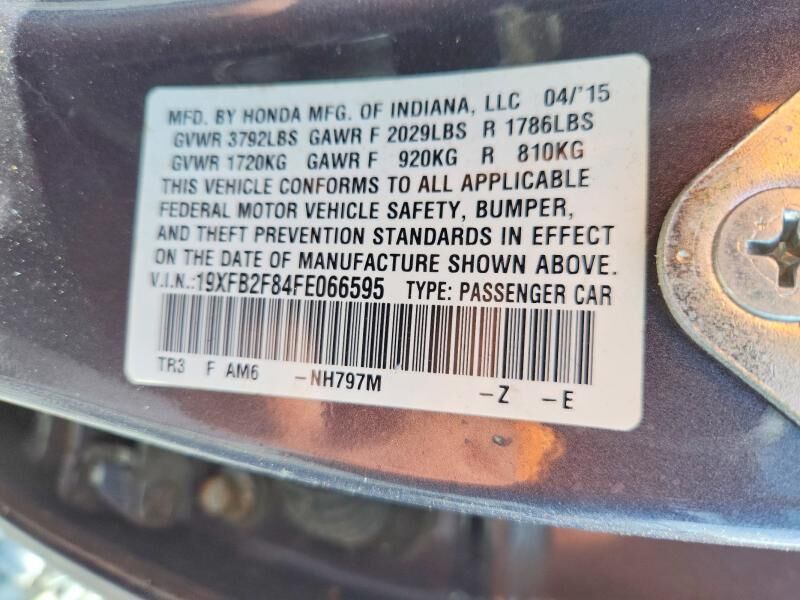 MFD. BY HONDA MFG. OF INDIANA, LLC 04/'15
GVWR 3792LBS GAWR F 2029LBS R 1786LBS
GVWR 1720KG GAWR F 920KG R 810KG
THIS VEHICLE CONFORMS TO ALL APPLICABLE
FEDERAL MOTOR VEHICLE SAFETY, BUMPER,
AND THEFT PREVENTION STANDARDS IN EFFECT
ON THE DATE OF MANUFACTURE SHOWN ABOVE.
V.I.N.:19XFB2F84FE066595 TYPE: PASSENGER CAR
TR3 F AM6 -NH797M -Z -E